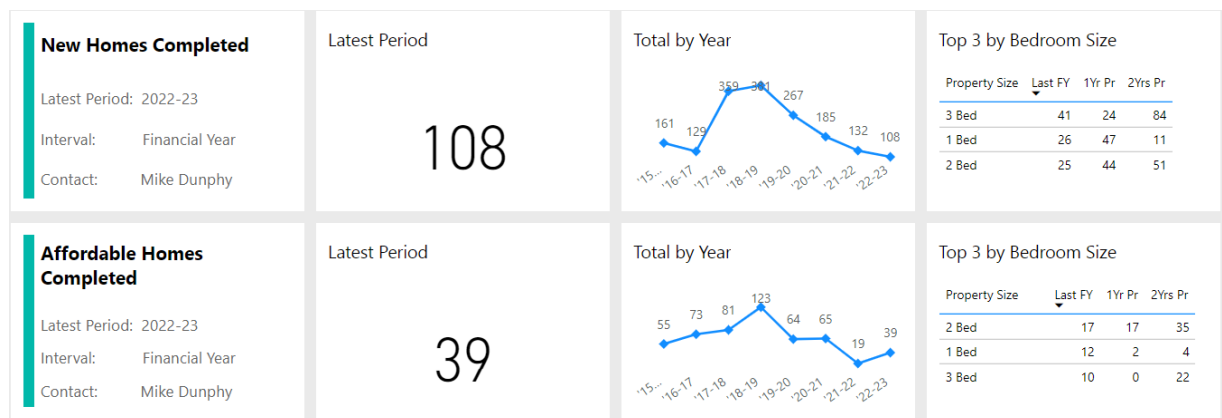 New Homes Completed
Latest Period: 2022-23
Interval: Financial Year
Contact: Mike Dunphy
Latest Period
108
Total by Year
161 129 359 381 267 185 132 108
'15... '16-17 '17-18 '18-19 '19-20 '20-21 '21-22 '22-23
Top 3 by Bedroom Size
Property Size Last FY 1Yr Pr 2Yrs Pr
3 Bed 41 24 84
1 Bed 26 47 11
2 Bed 25 44 51
Affordable Homes
Completed
Latest Period: 2022-23
Interval: Financial Year
Contact: Mike Dunphy
Latest Period
39
Total by Year
55 73 81 123 64 65 19 39
'15... '16-17 '17-18 '18-19 '19-20 '20-21 '21-22 '22-23
Top 3 by Bedroom Size
Property Size Last FY 1Yr Pr 2Yrs Pr
2 Bed 17 17 35
1 Bed 12 2 4
3 Bed 10 0 22